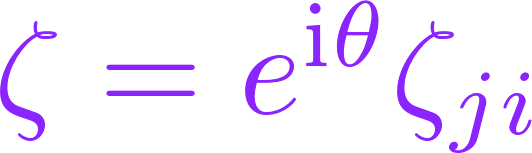 ζ = e^{iθ} ζ_{ji}